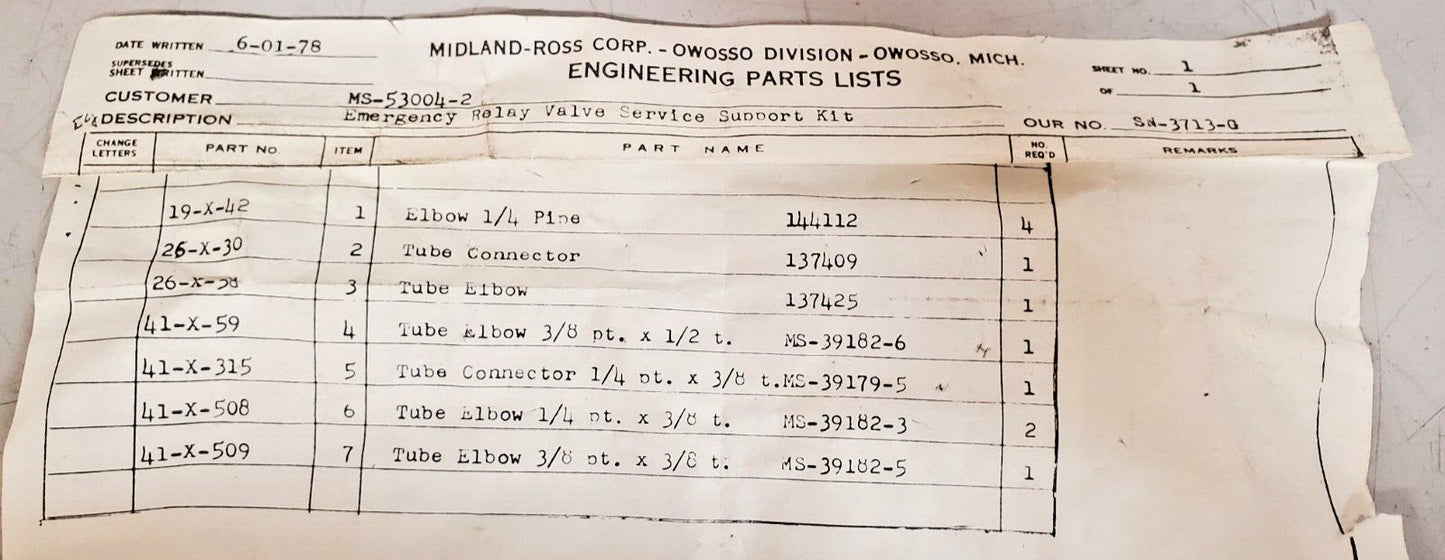 DATE WRITTEN 6-01-78
MIDLAND-ROSS CORP. - OWOSSO DIVISION - OWOSSO, MICH.
SUPERSEDES
SHEET WRITTEN
ENGINEERING PARTS LISTS
SHEET NO. 1
OF 1
CUSTOMER MS-53004-2
DESCRIPTION Emergency Relay Valve Service Support Kit
OUR NO. SN-3713-G
CHANGE LETTERS PART NO. ITEM PART NAME NO. REQ'D REMARKS
19-X-42 1 Elbow 1/4 Pipe 144112 4
26-X-30 2 Tube Connector 137409 1
3 Tube Elbow 137425 1
41-X-59 4 Tube Elbow 3/8 pt. x 1/2 t. MS-39182-6 1
41-X-315 5 Tube Connector 1/4 pt. x 3/8 t. MS-39179-5 1
41-X-508 6 Tube Elbow 1/4 pt. x 3/8 t. MS-39182-3 2
41-X-509 7 Tube Elbow 3/8 pt. x 3/8 t. MS-39182-5 1